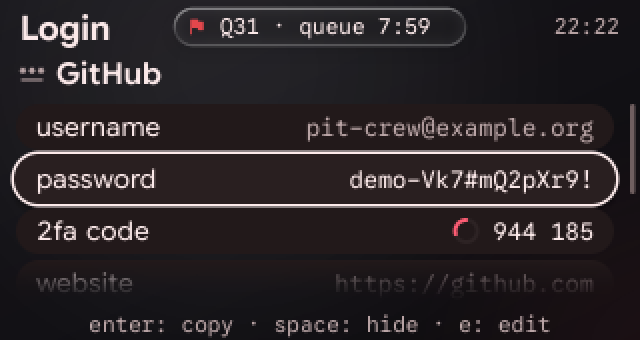 Login
Q31 · queue 7:59
22:22
GitHub
username pit-crew@example.org
password demo-Vk7#mQ2pXr9!
2fa code 944 185
website https://github.com
enter: copy · space: hide · e: edit